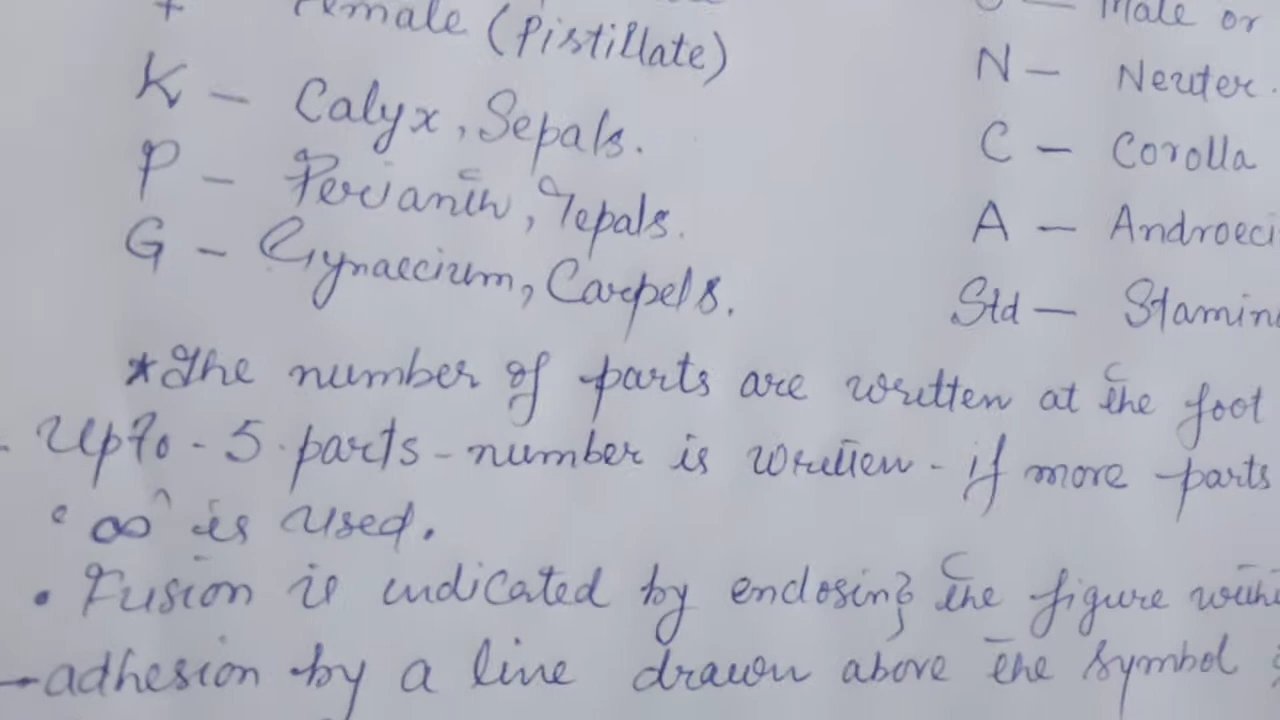 Female (Pistillate)
Male or
K – Calyx, Sepals.
N – Neuter.
P – Perianth, Tepals.
C – Corolla
G – Gynaecium, Carpels.
A – Androeci
Std – Stamin
*The number of parts are written at the foot
- Upto - 5 parts - number is written - if more parts
'∞' is used.
• Fusion is indicated by enclosing the figure withi
- adhesion by a line drawn above the symbol